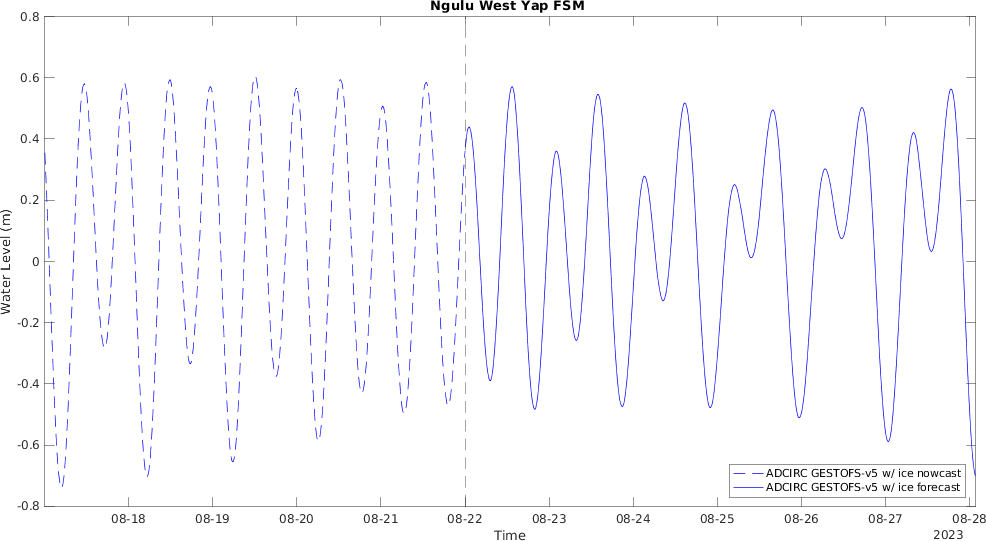 Ngulu West Yap FSM
0.8
0.6
0.4
0.2
0
-0.2
-0.4
-0.6
-0.8
Water Level (m)
ADCIRC GESTOFS-v5 w/ ice nowcast
ADCIRC GESTOFS-v5 w/ ice forecast
08-18 08-19 08-20 08-21 08-22 08-23 08-24 08-25 08-26 08-27 08-28
Time
2023